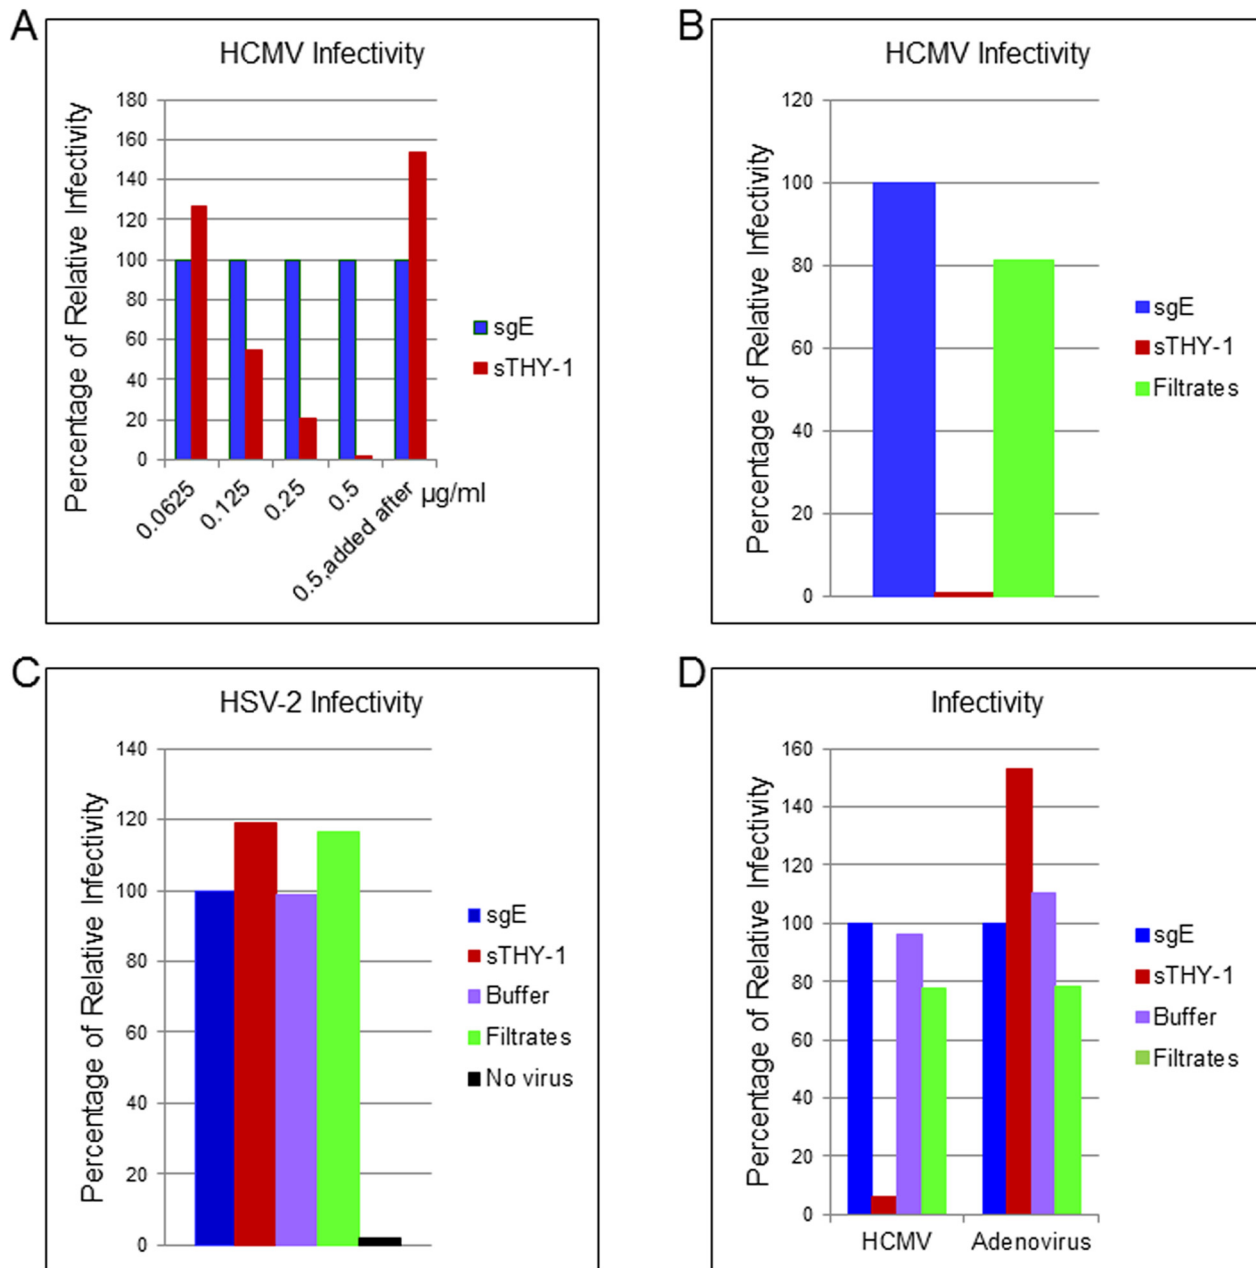 A
HCMV Infectivity
Percentage of Relative Infectivity
180
160
140
120
100
80
60
40
20
0
0.0625
0.125
0.25
0.5
0.5,added after
µg/ml
sgE
sTHY-1
B
HCMV Infectivity
Percentage of Relative Infectivity
120
100
80
60
40
20
0
sgE
sTHY-1
Filtrates
C
HSV-2 Infectivity
Percentage of Relative Infectivity
140
120
100
80
60
40
20
0
sgE
sTHY-1
Buffer
Filtrates
No virus
D
Infectivity
Percentage of Relative Infectivity
160
140
120
100
80
60
40
20
0
HCMV
Adenovirus
sgE
sTHY-1
Buffer
Filtrates